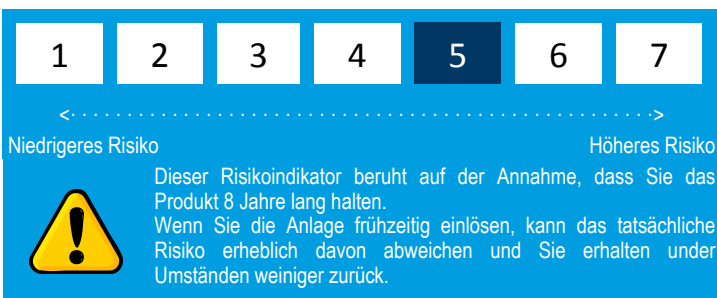 1 2 3 4 5 6 7
Niedrigeres Risiko Höheres Risiko
Dieser Risikoindikator beruht auf der Annahme, dass Sie das
Produkt 8 Jahre lang halten.
Wenn Sie die Anlage frühzeitig einlösen, kann das tatsächliche
Risiko erheblich davon abweichen und Sie erhalten under
Umständen weiniger zurück.